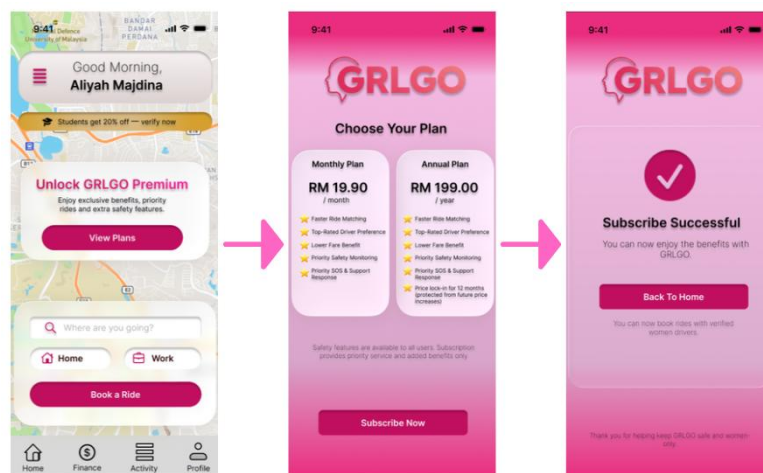 9:41
Defence
University of Malaysia
BANDAR
DAMAI
PERDANA
Good Morning,
Aliyah Majdina
Students get 20% off — verify now
Unlock GRLGO Premium
Enjoy exclusive benefits, priority
rides and extra safety features.
View Plans
Where are you going?
Home
Work
Book a Ride
Home
Finance
Activity
Profile
9:41
GRLGO
Choose Your Plan
Monthly Plan
RM 19.90
/ month
Faster Ride Matching
Top-Rated Driver Preference
Lower Fare Benefit
Priority Safety Monitoring
Priority SOS & Support
Response
Annual Plan
RM 199.00
/ year
Faster Ride Matching
Top-Rated Driver Preference
Lower Fare Benefit
Priority Safety Monitoring
Priority SOS & Support
Response
Price lock-in for 12 months
(protected from future price
increases)
Safety features are available to all users. Subscription
provides priority service and added benefits only
Subscribe Now
9:41
GRLGO
Subscribe Successful
You can now enjoy the benefits with
GRLGO.
Back To Home
You can now book rides with verified
women drivers.
Thank you for helping keep GRLGO safe and women-
only.